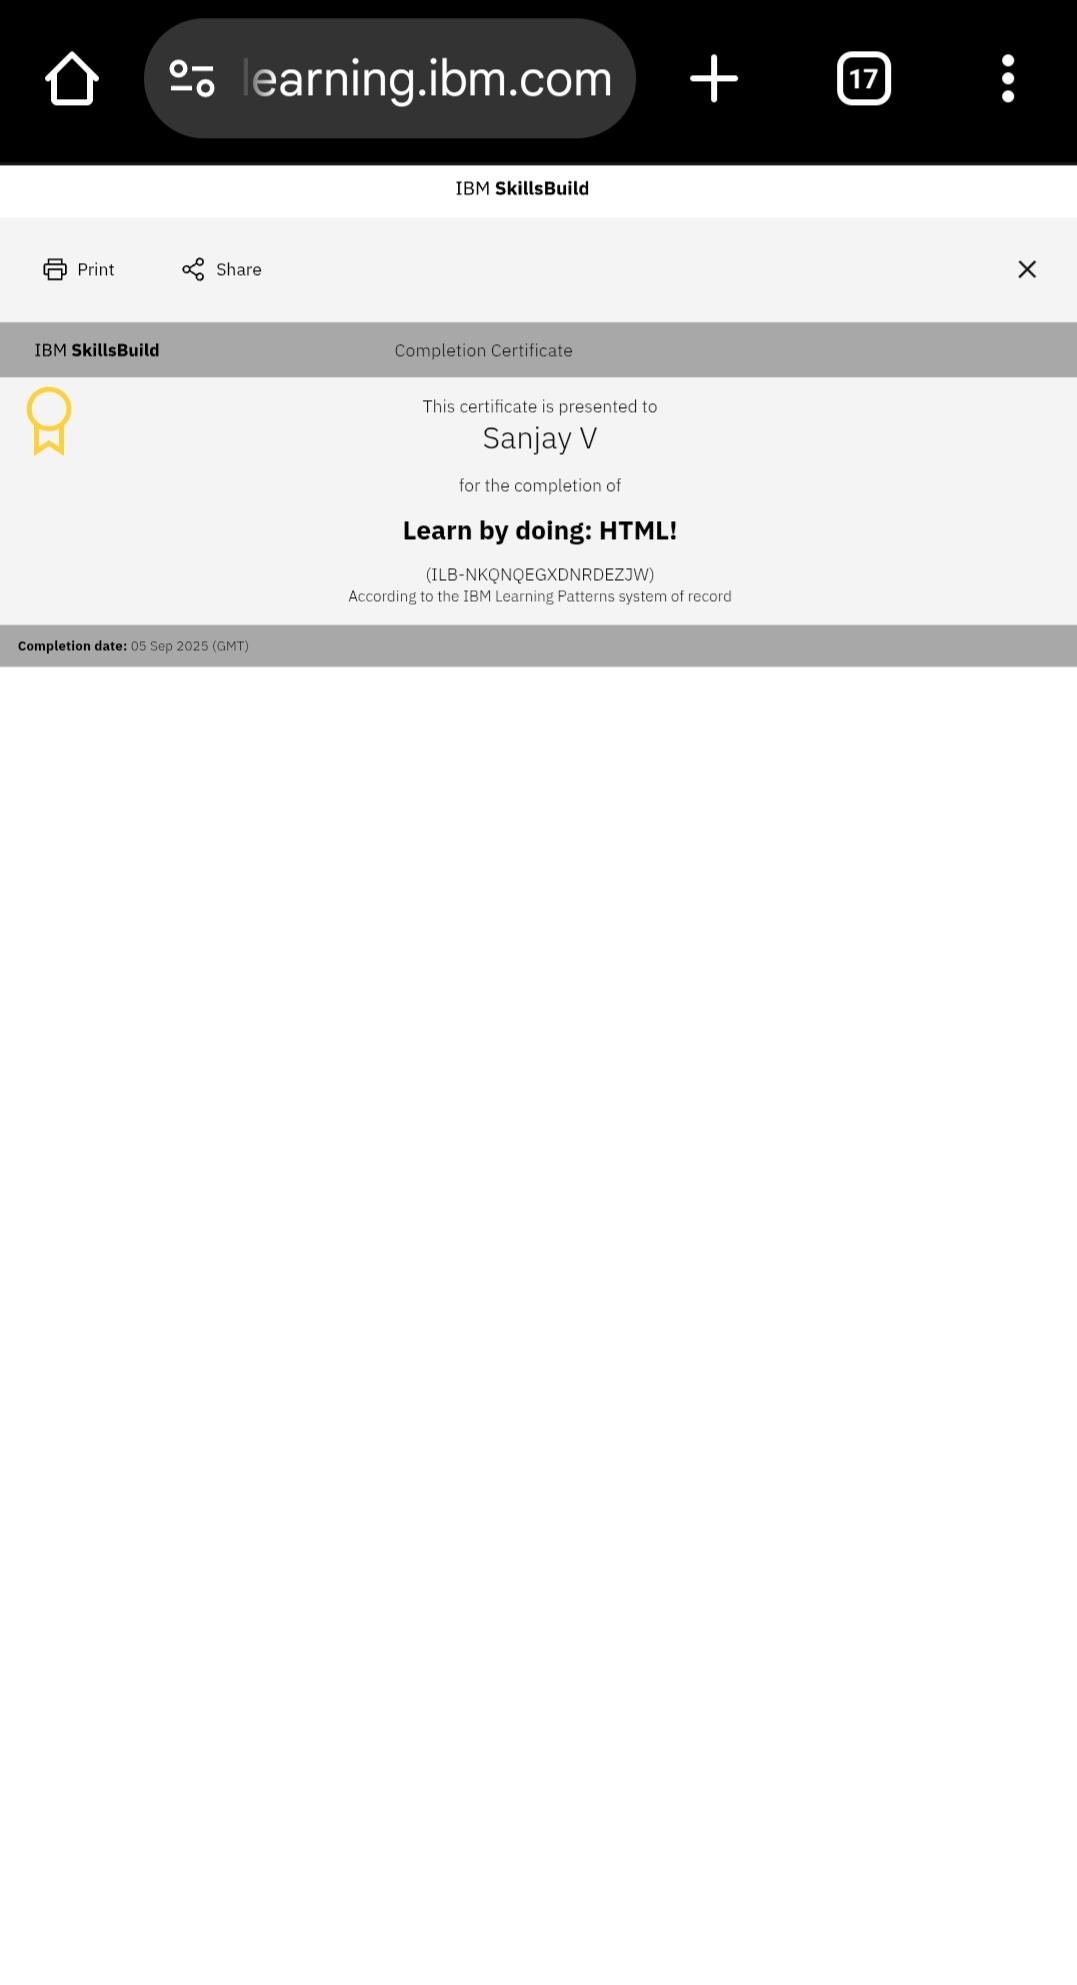 learning.ibm.com
17
IBM SkillsBuild
Print
Share
IBM SkillsBuild
Completion Certificate
This certificate is presented to
Sanjay V
for the completion of
Learn by doing: HTML!
(ILB-NKQNQEGXDNRDEZJW)
According to the IBM Learning Patterns system of record
Completion date: 05 Sep 2025 (GMT)